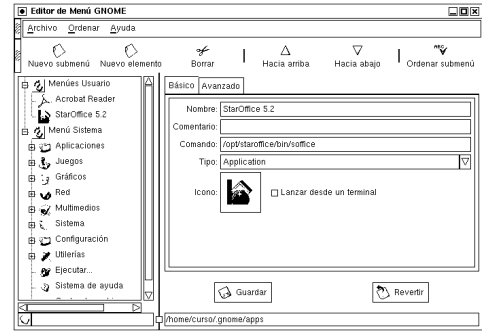 Editor de Menú GNOME
Archivo Ordenar Ayuda
Nuevo submenú Nuevo elemento Borrar Hacia arriba Hacia abajo Ordenar submenú
Menúes Usuario
Acrobat Reader
StarOffice 5.2
Menú Sistema
Aplicaciones
Juegos
Gráficos
Red
Multimedios
Sistema
Configuración
Utilerías
Ejecutar...
Sistema de ayuda
Básico Avanzado
Nombre: StarOffice 5.2
Comentario:
Comando: /opt/staroffice/bin/soffice
Tipo: Application
Icono: Lanzar desde un terminal
Guardar Revertir
/home/curso/.gnome/apps